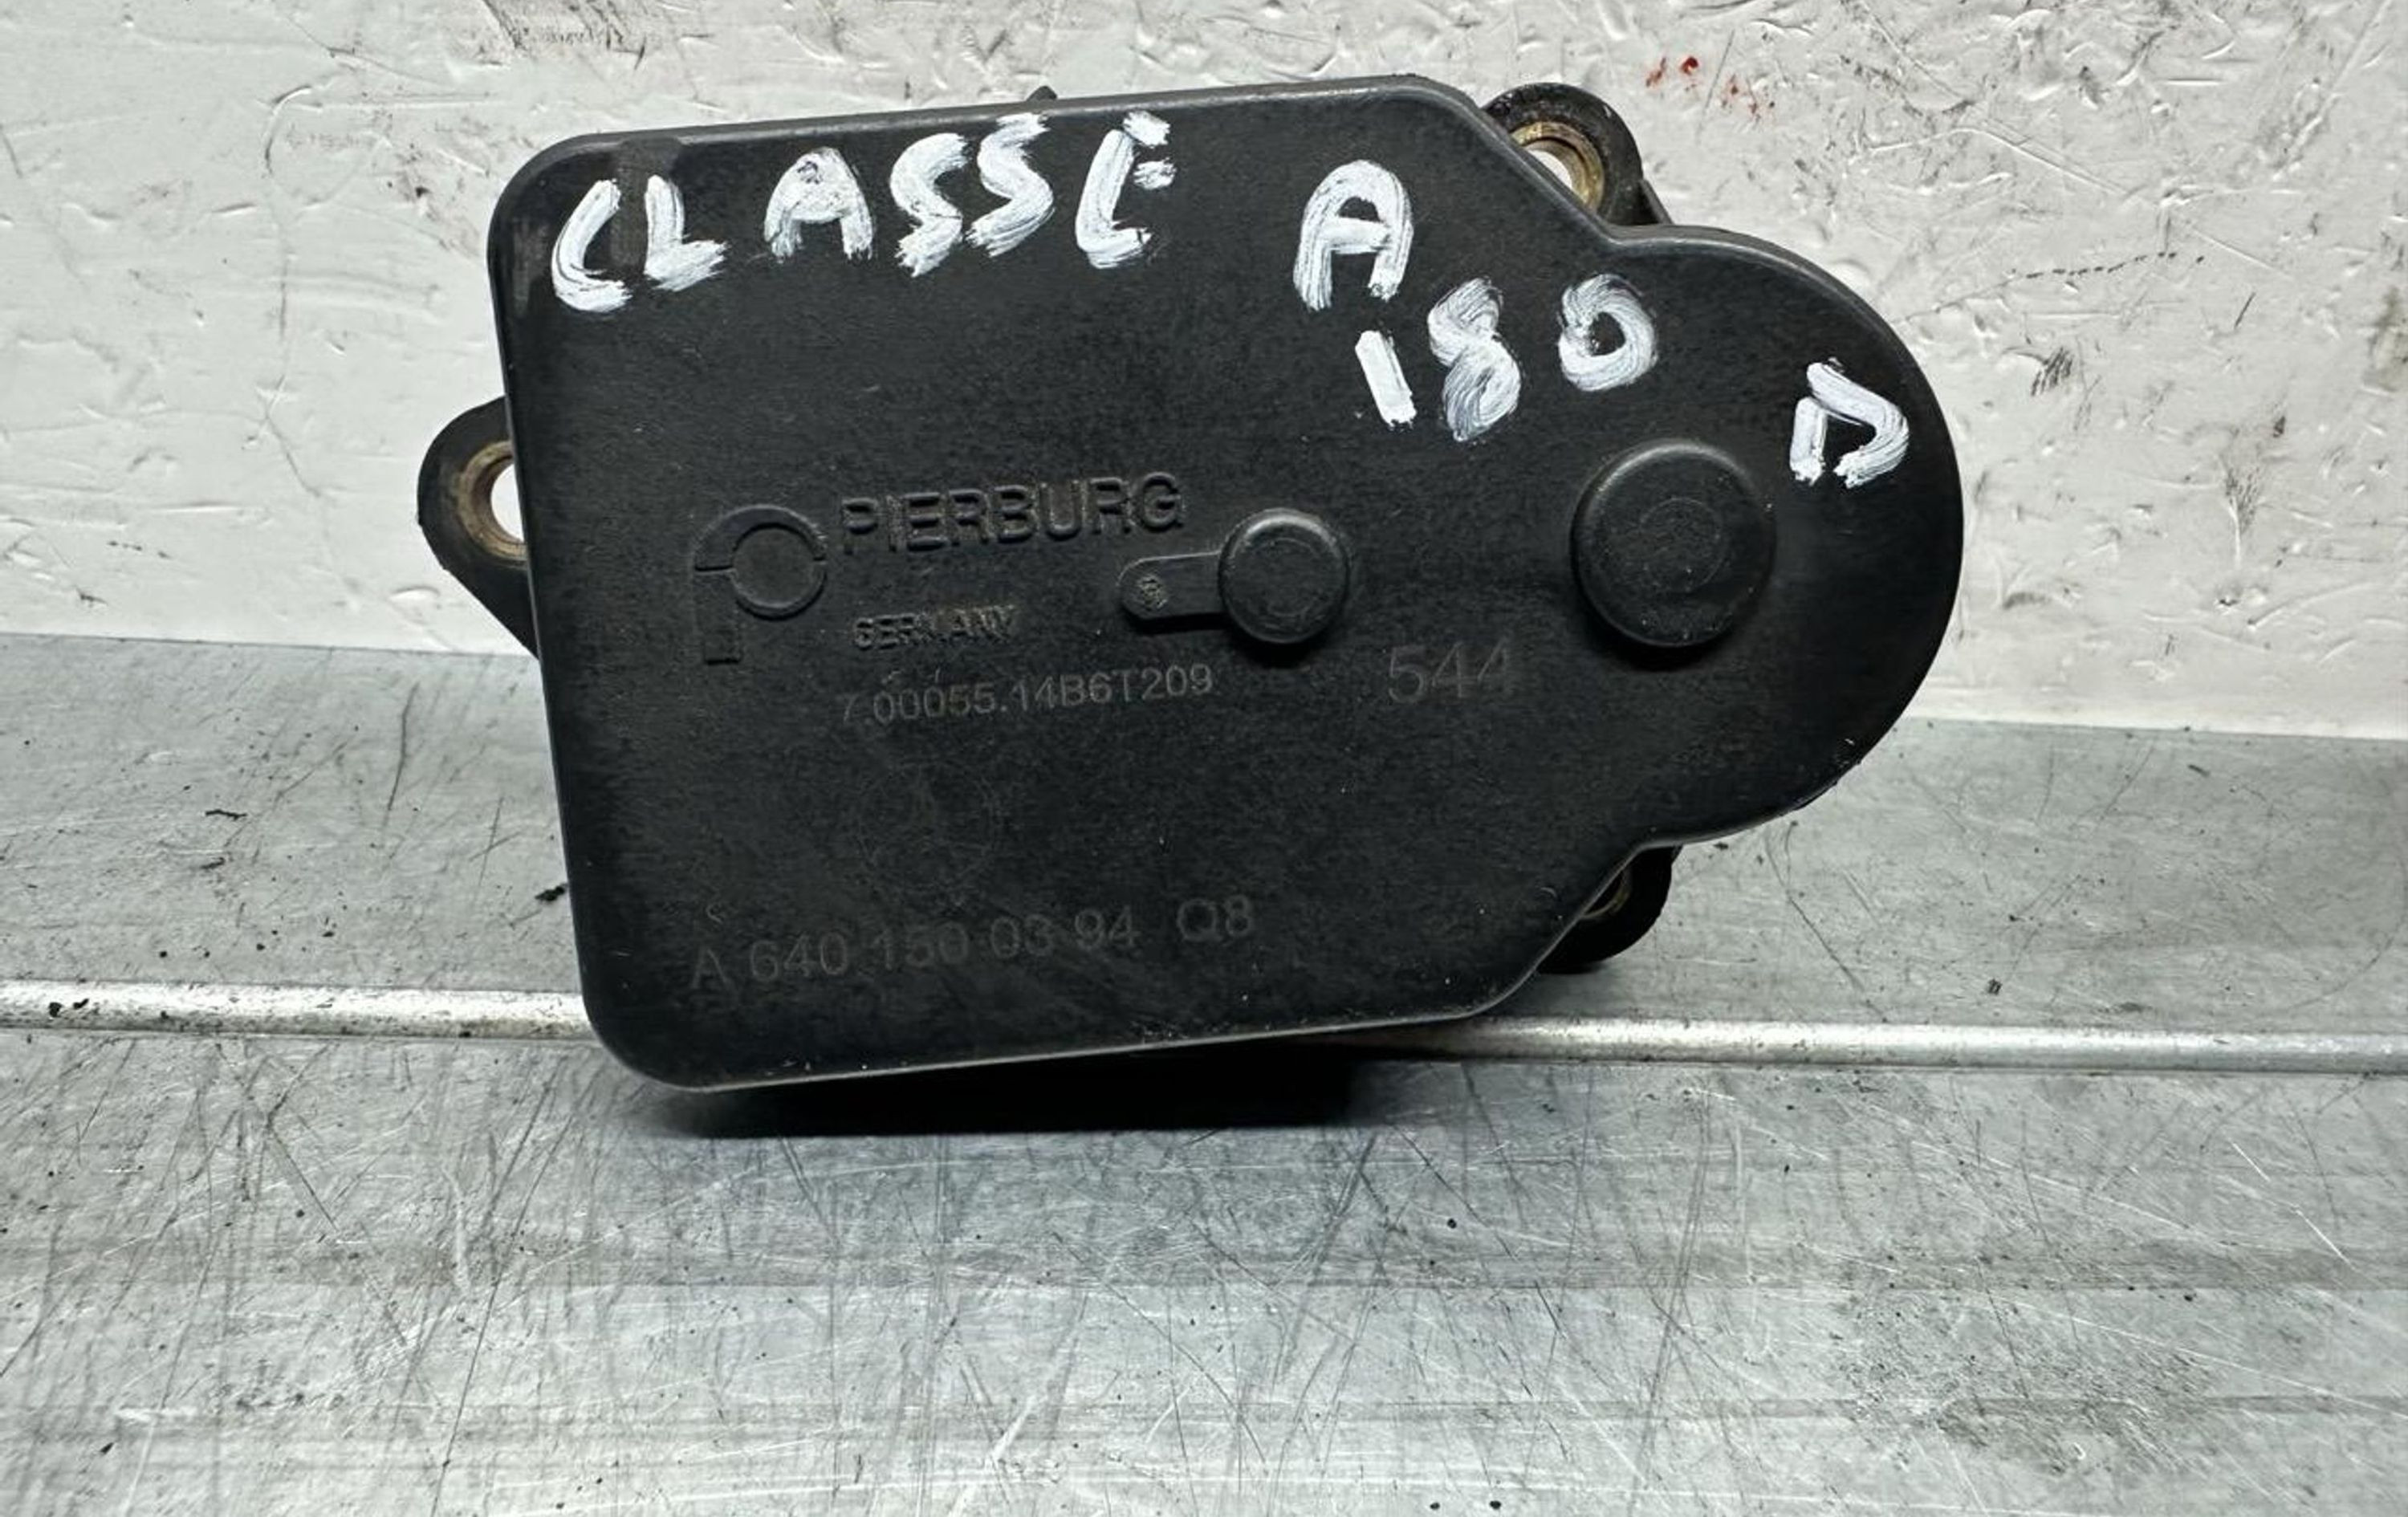 CLASSE A
180 D
PIERBURG
GERMANY
7.00055.14B6T209
544
A 640 150 03 94 Q8